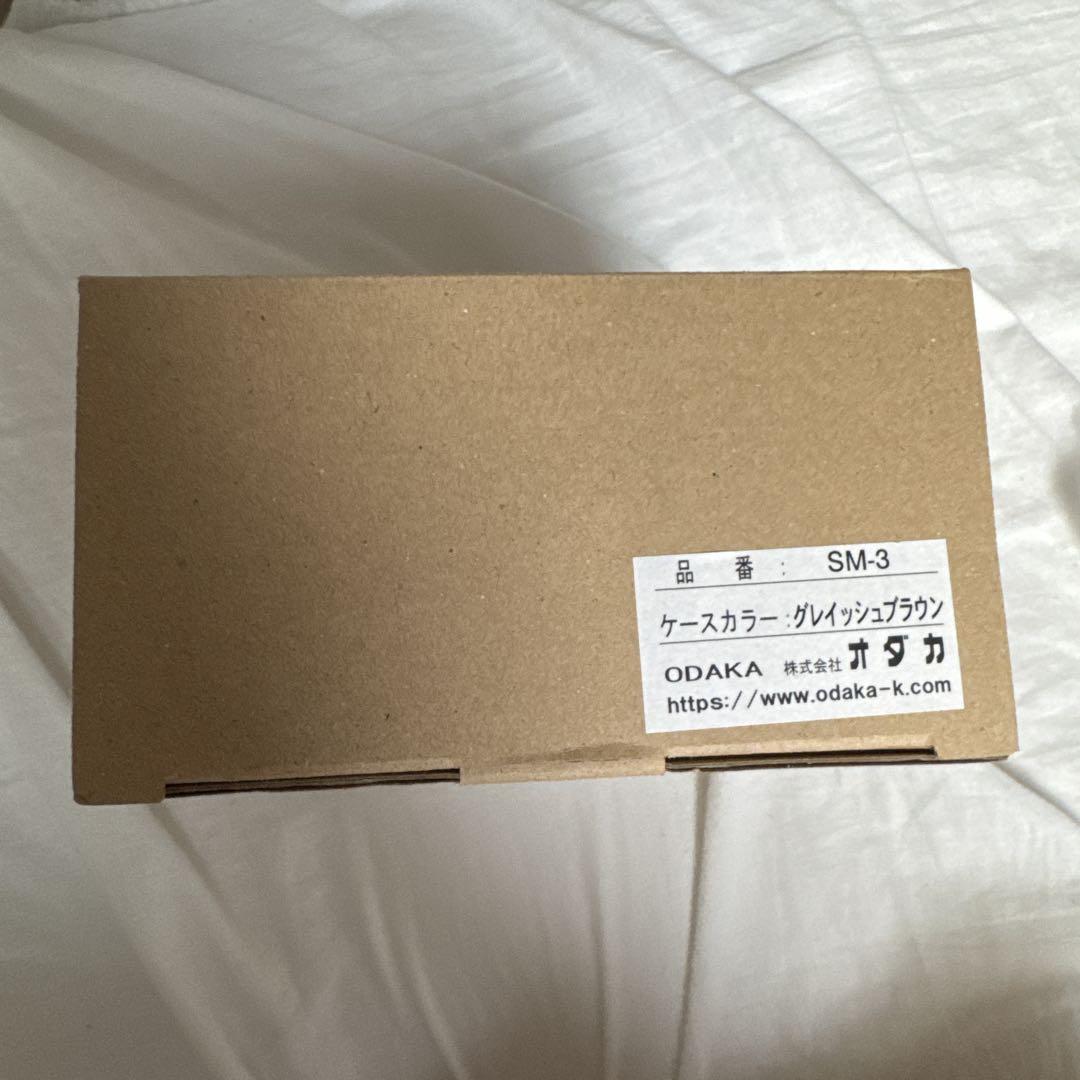 品番: SM-3
ケースカラー:グレイッシュブラウン
ODAKA 株式会社オダカ
https://www.odaka-k.com